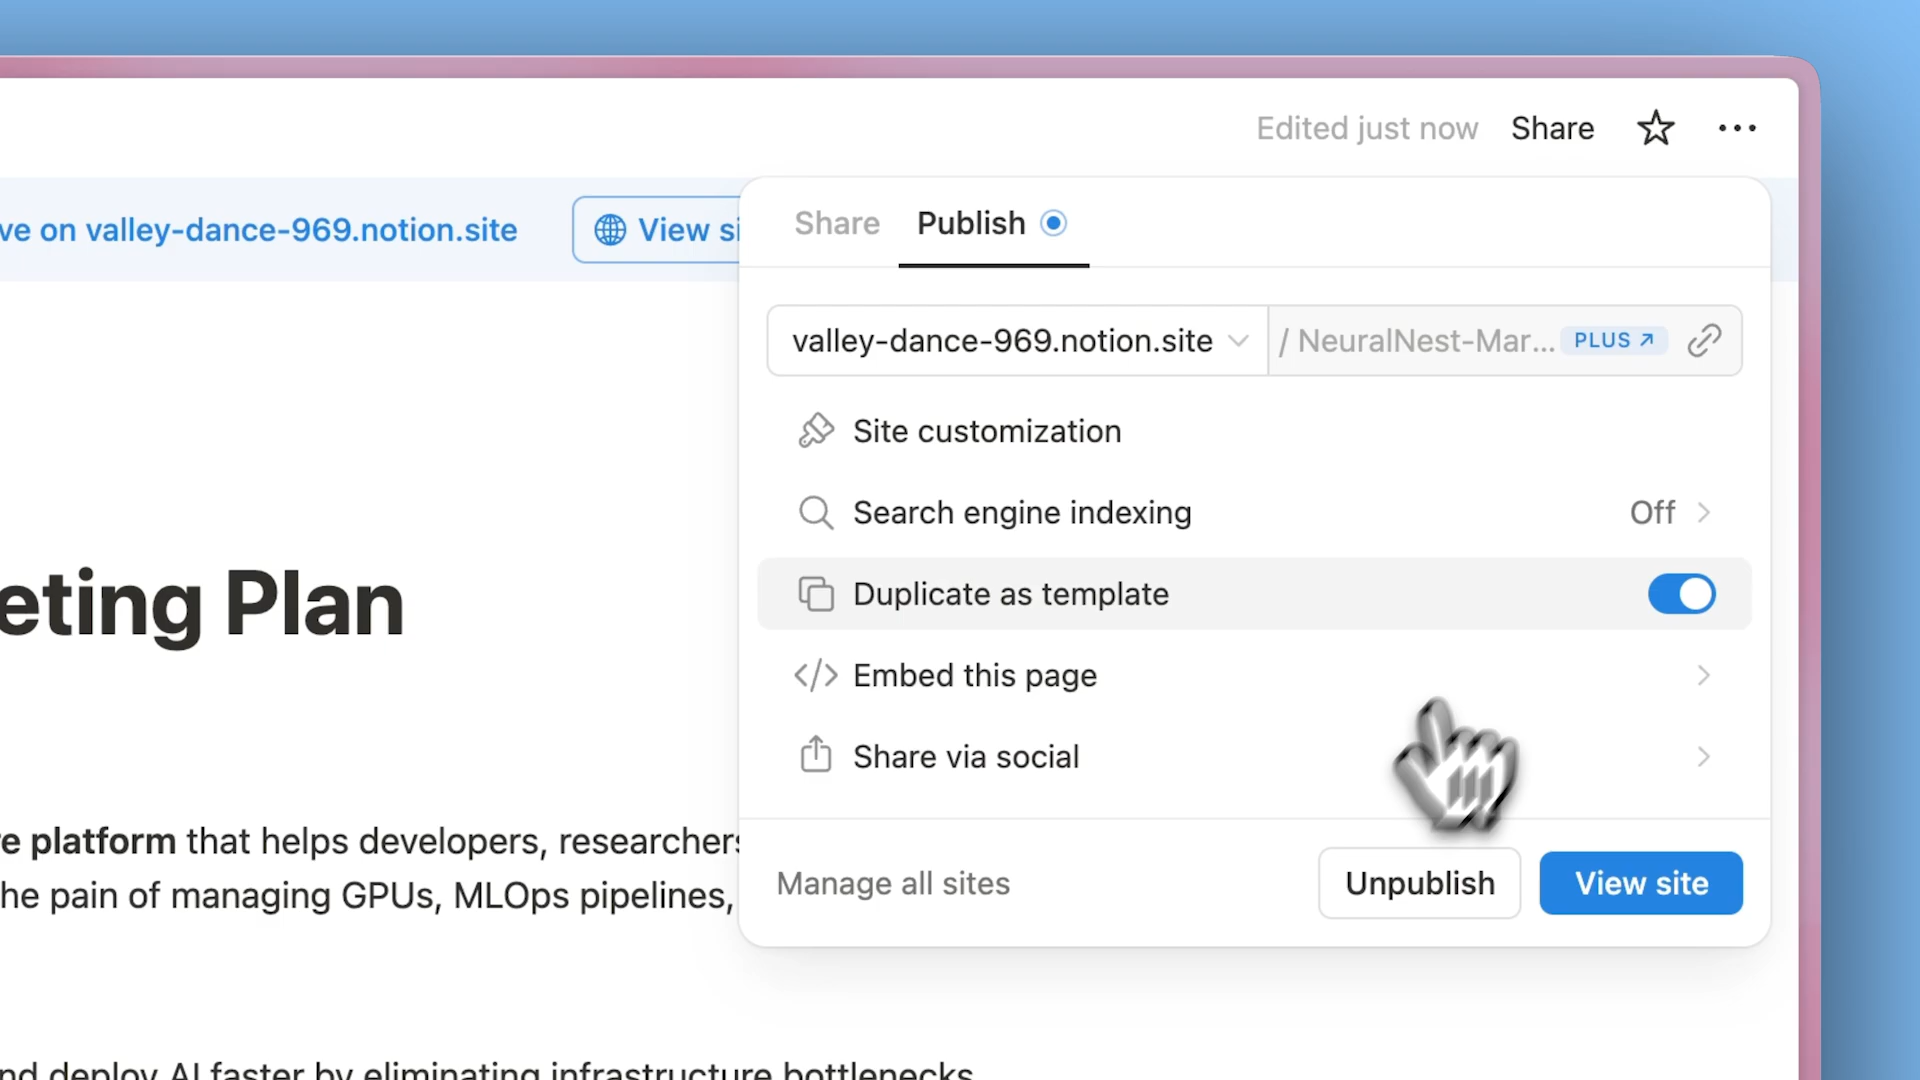 Edited just now Share
ve on valley-dance-969.notion.site View si
Share Publish
valley-dance-969.notion.site / NeuralNest-Mar... PLUS ↗
Site customization
Search engine indexing Off
Duplicate as template
Embed this page
Share via social
Manage all sites Unpublish View site
eting Plan
e platform that helps developers, researchers
he pain of managing GPUs, MLOps pipelines,
nd deploy AI faster by eliminating infrastructure bottlenecks